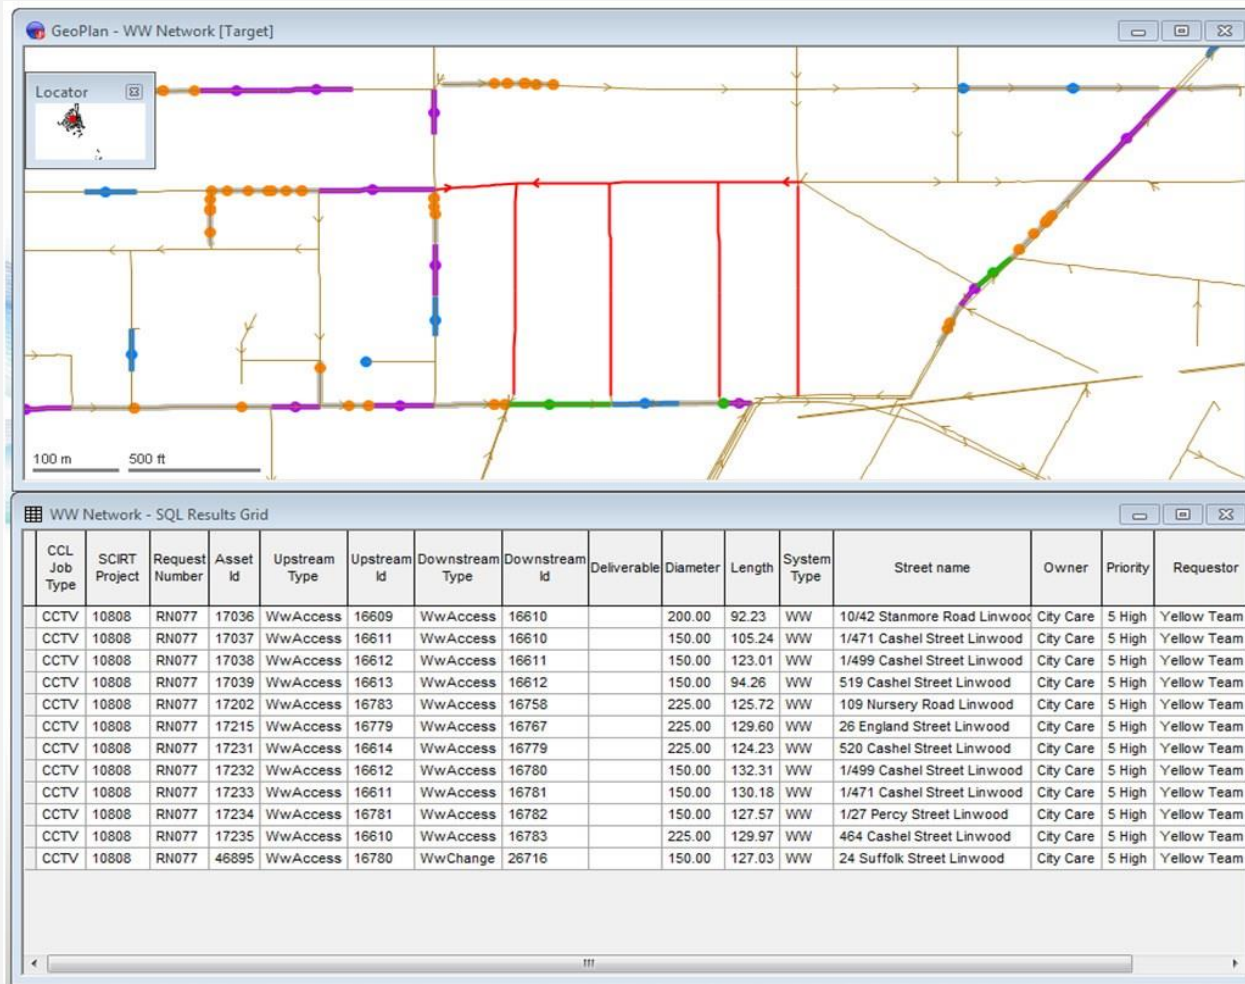 GeoPlan - WW Network [Target]
Locator
100 m 500 ft
WW Network - SQL Results Grid
CCL Job Type SCIRT Project Request Number Asset Id Upstream Type Upstream Id Downstream Type Downstream Id Deliverable Diameter Length System Type Street name Owner Priority Requestor
CCTV 10808 RN077 17036 WwAccess 16609 WwAccess 16610 200.00 92.23 WW 10/42 Stanmore Road Linwood City Care 5 High Yellow Team
CCTV 10808 RN077 17037 WwAccess 16611 WwAccess 16610 150.00 105.24 WW 1/471 Cashel Street Linwood City Care 5 High Yellow Team
CCTV 10808 RN077 17038 WwAccess 16612 WwAccess 16611 150.00 123.01 WW 1/499 Cashel Street Linwood City Care 5 High Yellow Team
CCTV 10808 RN077 17039 WwAccess 16613 WwAccess 16612 150.00 94.26 WW 519 Cashel Street Linwood City Care 5 High Yellow Team
CCTV 10808 RN077 17202 WwAccess 16783 WwAccess 16758 225.00 125.72 WW 109 Nursery Road Linwood City Care 5 High Yellow Team
CCTV 10808 RN077 17215 WwAccess 16779 WwAccess 16767 225.00 129.60 WW 26 England Street Linwood City Care 5 High Yellow Team
CCTV 10808 RN077 17231 WwAccess 16614 WwAccess 16779 225.00 124.23 WW 520 Cashel Street Linwood City Care 5 High Yellow Team
CCTV 10808 RN077 17232 WwAccess 16612 WwAccess 16780 150.00 132.31 WW 1/499 Cashel Street Linwood City Care 5 High Yellow Team
CCTV 10808 RN077 17233 WwAccess 16611 WwAccess 16781 150.00 130.18 WW 1/471 Cashel Street Linwood City Care 5 High Yellow Team
CCTV 10808 RN077 17234 WwAccess 16781 WwAccess 16782 150.00 127.57 WW 1/27 Percy Street Linwood City Care 5 High Yellow Team
CCTV 10808 RN077 17235 WwAccess 16610 WwAccess 16783 225.00 129.97 WW 464 Cashel Street Linwood City Care 5 High Yellow Team
CCTV 10808 RN077 46895 WwAccess 16780 WwChange 26716 150.00 127.03 WW 24 Suffolk Street Linwood City Care 5 High Yellow Team